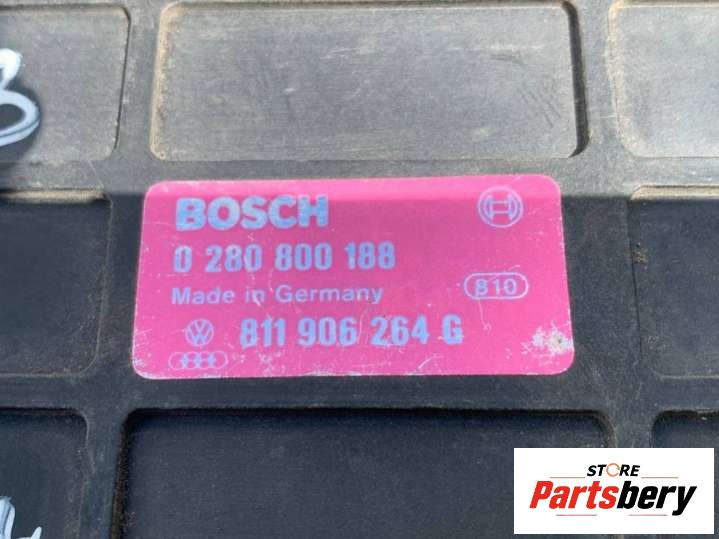 BOSCH
0 280 800 188
Made in Germany
810
811 906 264 G
STORE
Partsbery